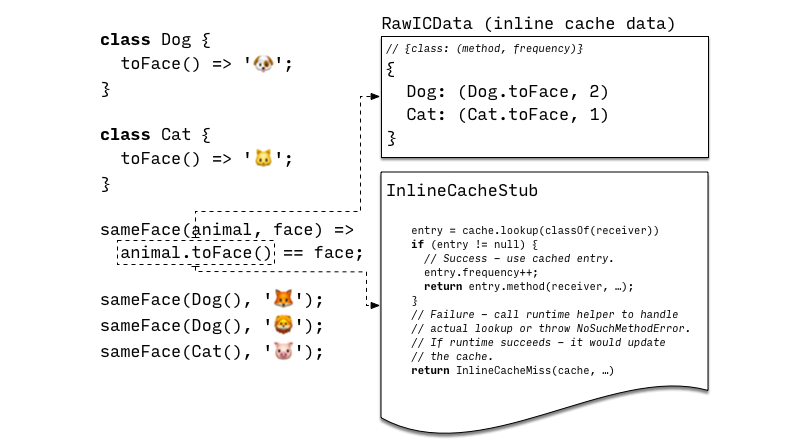 class Dog {
toFace() => '🐶';
}
class Cat {
toFace() => '🐱';
}
sameFace(animal, face) =>
animal.toFace() == face;
sameFace(Dog(), '🦊');
sameFace(Dog(), '🦁');
sameFace(Cat(), '🐷');
RawICData (inline cache data)
// {class: (method, frequency)}
{
Dog: (Dog.toFace, 2)
Cat: (Cat.toFace, 1)
}
InlineCacheStub
entry = cache.lookup(classOf(receiver))
if (entry != null) {
// Success – use cached entry.
entry.frequency++;
return entry.method(receiver, …);
}
// Failure – call runtime helper to handle
// actual lookup or throw NoSuchMethodError.
// If runtime succeeds – it would update
// the cache.
return InlineCacheMiss(cache, …)